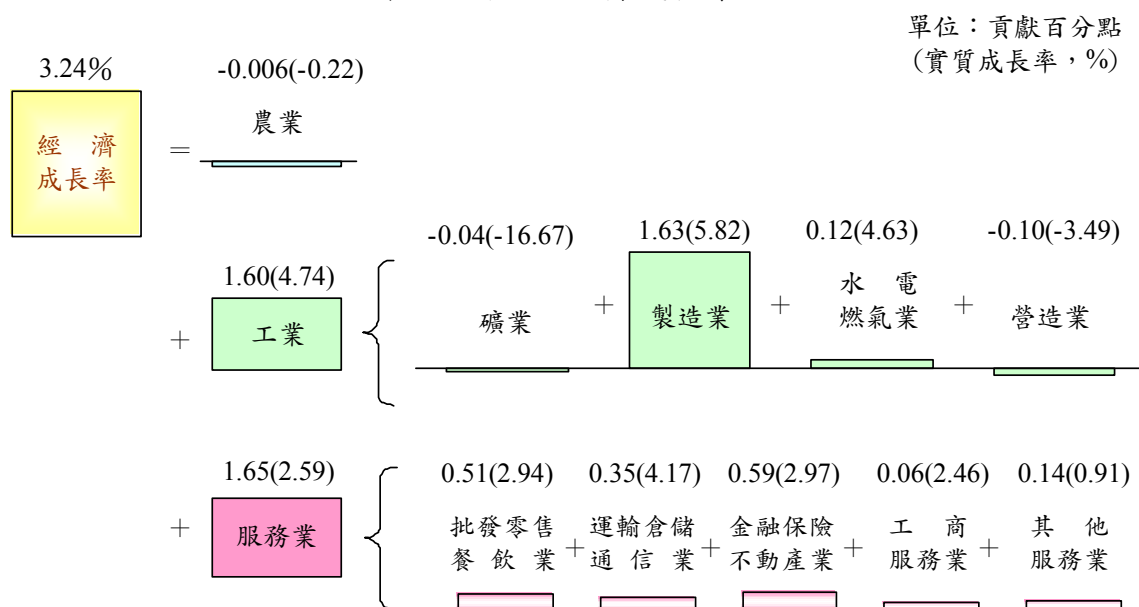 單位：貢獻百分點
(實質成長率，%)
3.24%
經 濟
成長率
=
-0.006(-0.22)
農業
+
1.60(4.74)
工業
-0.04(-16.67)
礦業
+
1.63(5.82)
製造業
+
0.12(4.63)
水 電
燃氣業
+
-0.10(-3.49)
營造業
+
1.65(2.59)
服務業
0.51(2.94)
批發零售
餐 飲 業
+
0.35(4.17)
運輸倉儲
通 信 業
+
0.59(2.97)
金融保險
不動產業
+
0.06(2.46)
工 商
服務業
+
0.14(0.91)
其 他
服務業